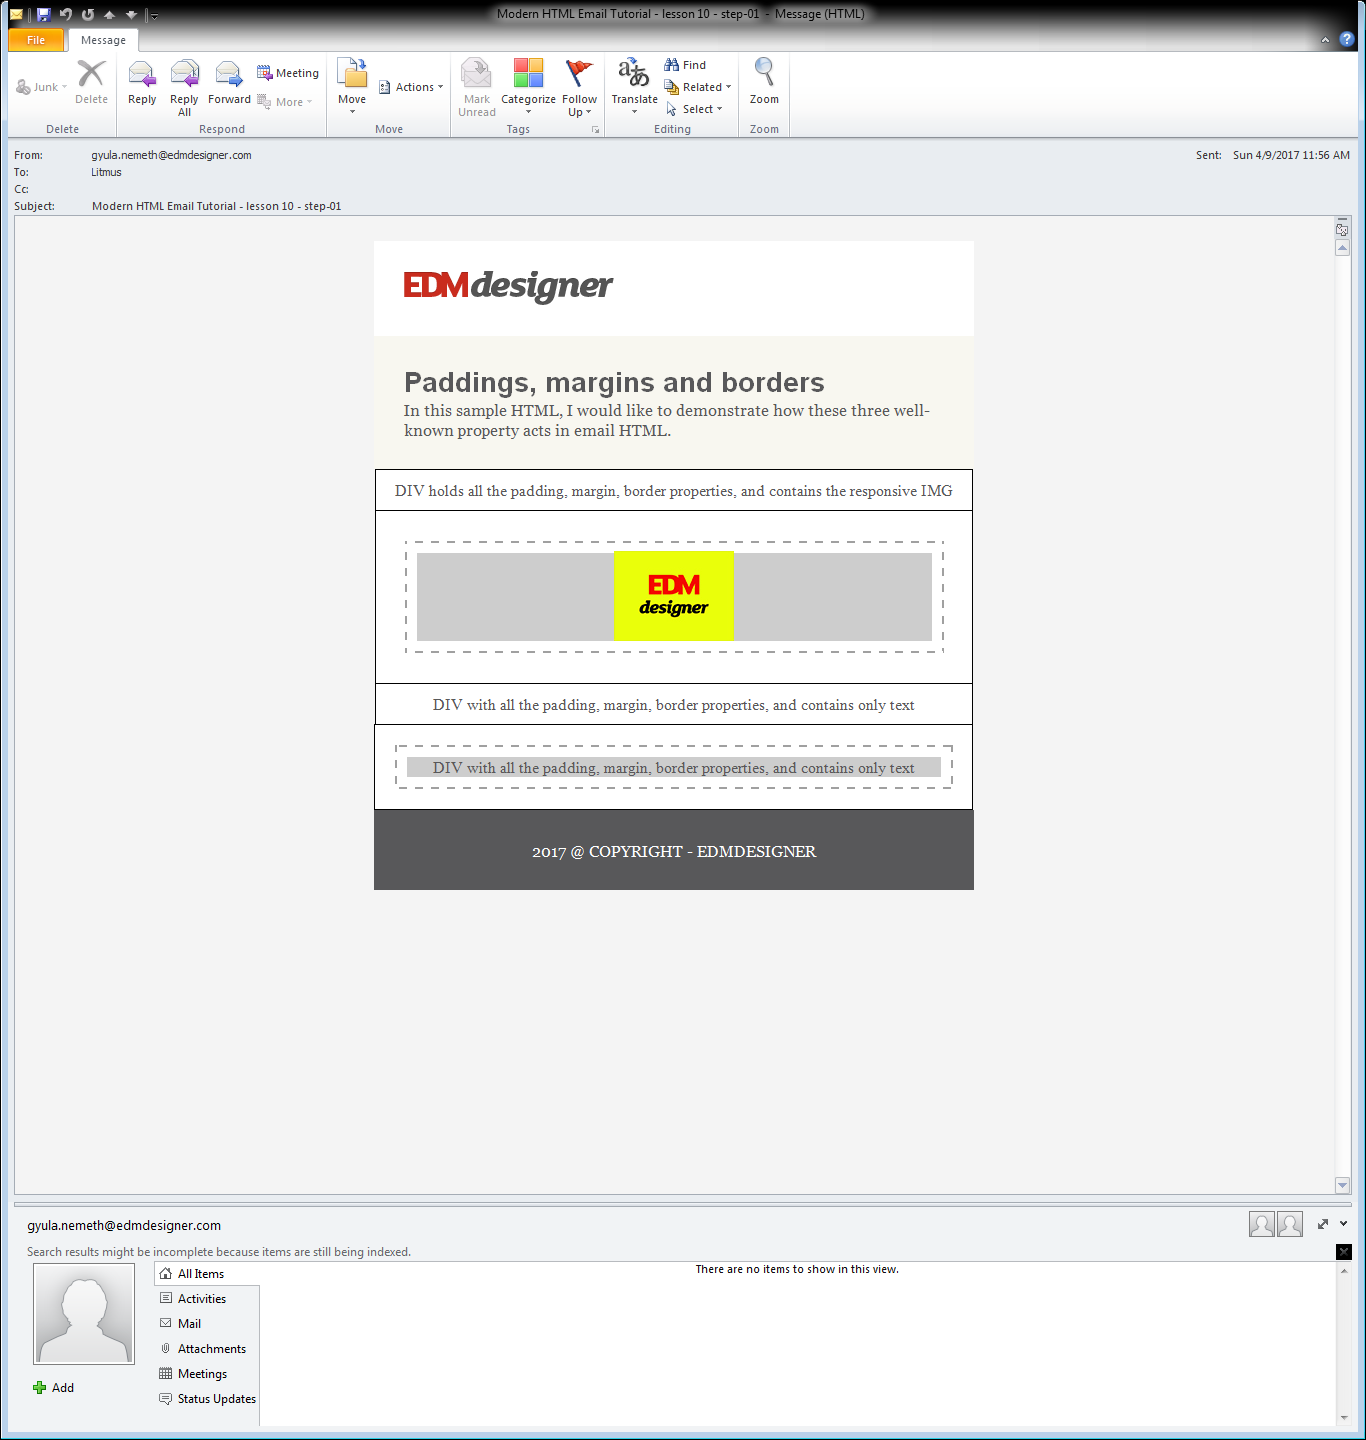 Modern HTML Email Tutorial - lesson 10 - step-01 - Message (HTML)
File
Message
Junk
Delete
Delete
Reply
Reply All
Forward
Meeting
More
Respond
Move
Actions
Move
Mark Unread
Categorize
Follow Up
Tags
Translate
Find
Related
Select
Editing
Zoom
Zoom
From: gyula.nemeth@edmdesigner.com
Sent: Sun 4/9/2017 11:56 AM
To: Litmus
Cc:
Subject: Modern HTML Email Tutorial - lesson 10 - step-01
EDMdesigner
Paddings, margins and borders
In this sample HTML, I would like to demonstrate how these three well-
known property acts in email HTML.
DIV holds all the padding, margin, border properties, and contains the responsive IMG
EDM
designer
DIV with all the padding, margin, border properties, and contains only text
DIV with all the padding, margin, border properties, and contains only text
2017 @ COPYRIGHT - EDMDESIGNER
gyula.nemeth@edmdesigner.com
Search results might be incomplete because items are still being indexed.
All Items
There are no items to show in this view.
Activities
Mail
Attachments
Meetings
Add
Status Updates